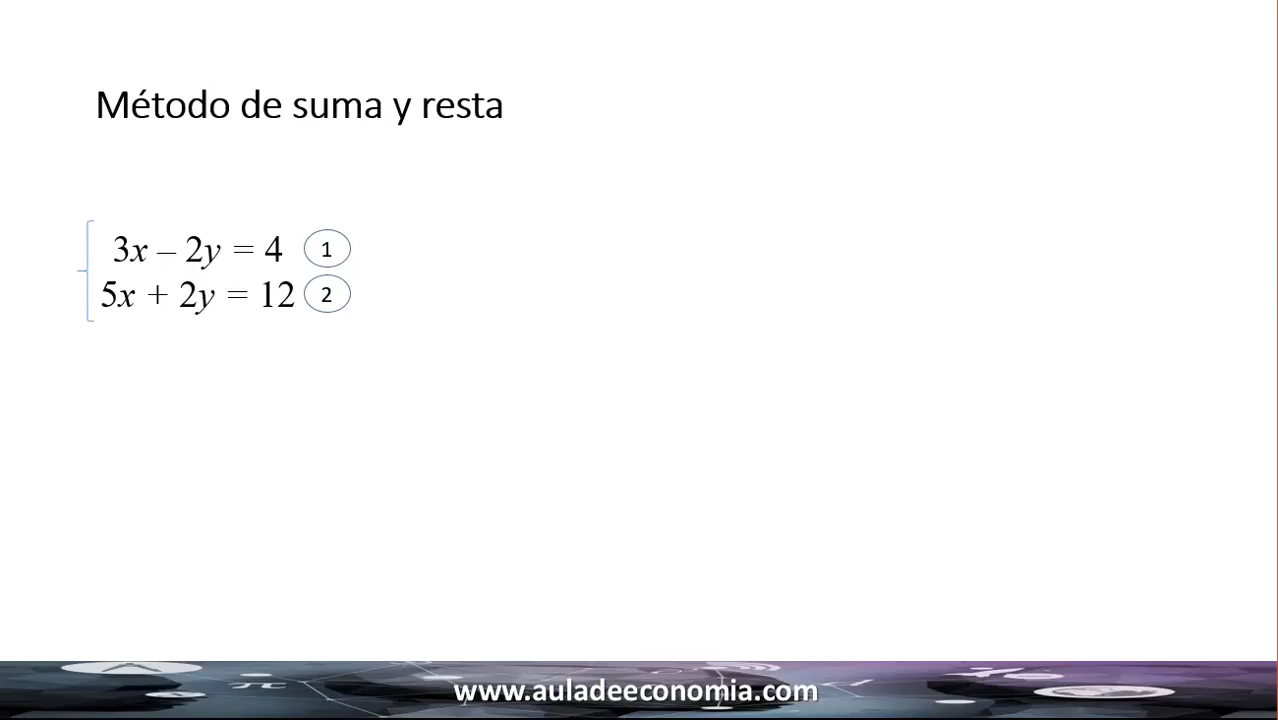 Método de suma y resta
3x – 2y = 4 1
5x + 2y = 12 2
www.auladeeconomia.com